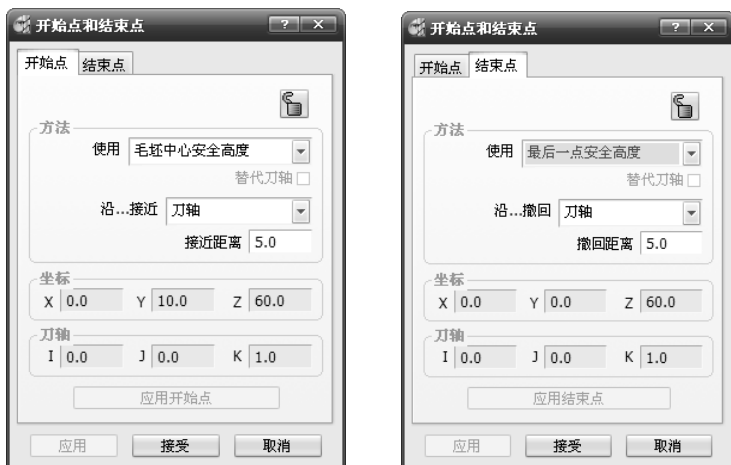 开始点和结束点
开始点 结束点
方法
使用 毛坯中心安全高度
替代刀轴
沿...接近 刀轴
接近距离 5.0
坐标
X 0.0 Y 10.0 Z 60.0
刀轴
I 0.0 J 0.0 K 1.0
应用开始点
应用 接受 取消
开始点和结束点
开始点 结束点
方法
使用 最后一点安全高度
替代刀轴
沿...撤回 刀轴
撤回距离 5.0
坐标
X 0.0 Y 0.0 Z 60.0
刀轴
I 0.0 J 0.0 K 1.0
应用结束点
应用 接受 取消